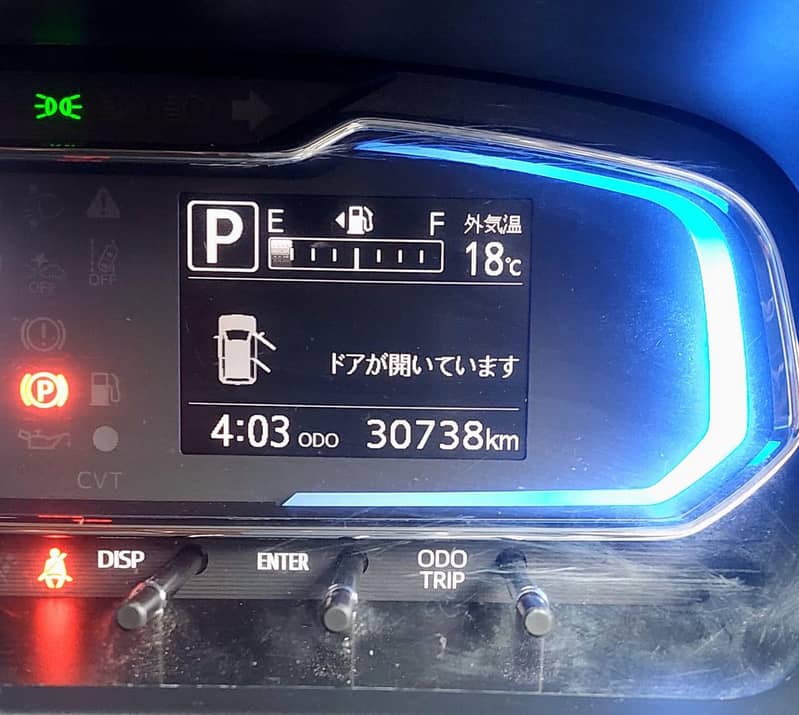 P E F 外気温
18℃
OFF OFF
ドアが開いています
P
4:03 ODO 30738km
CVT
DISP ENTER ODO TRIP